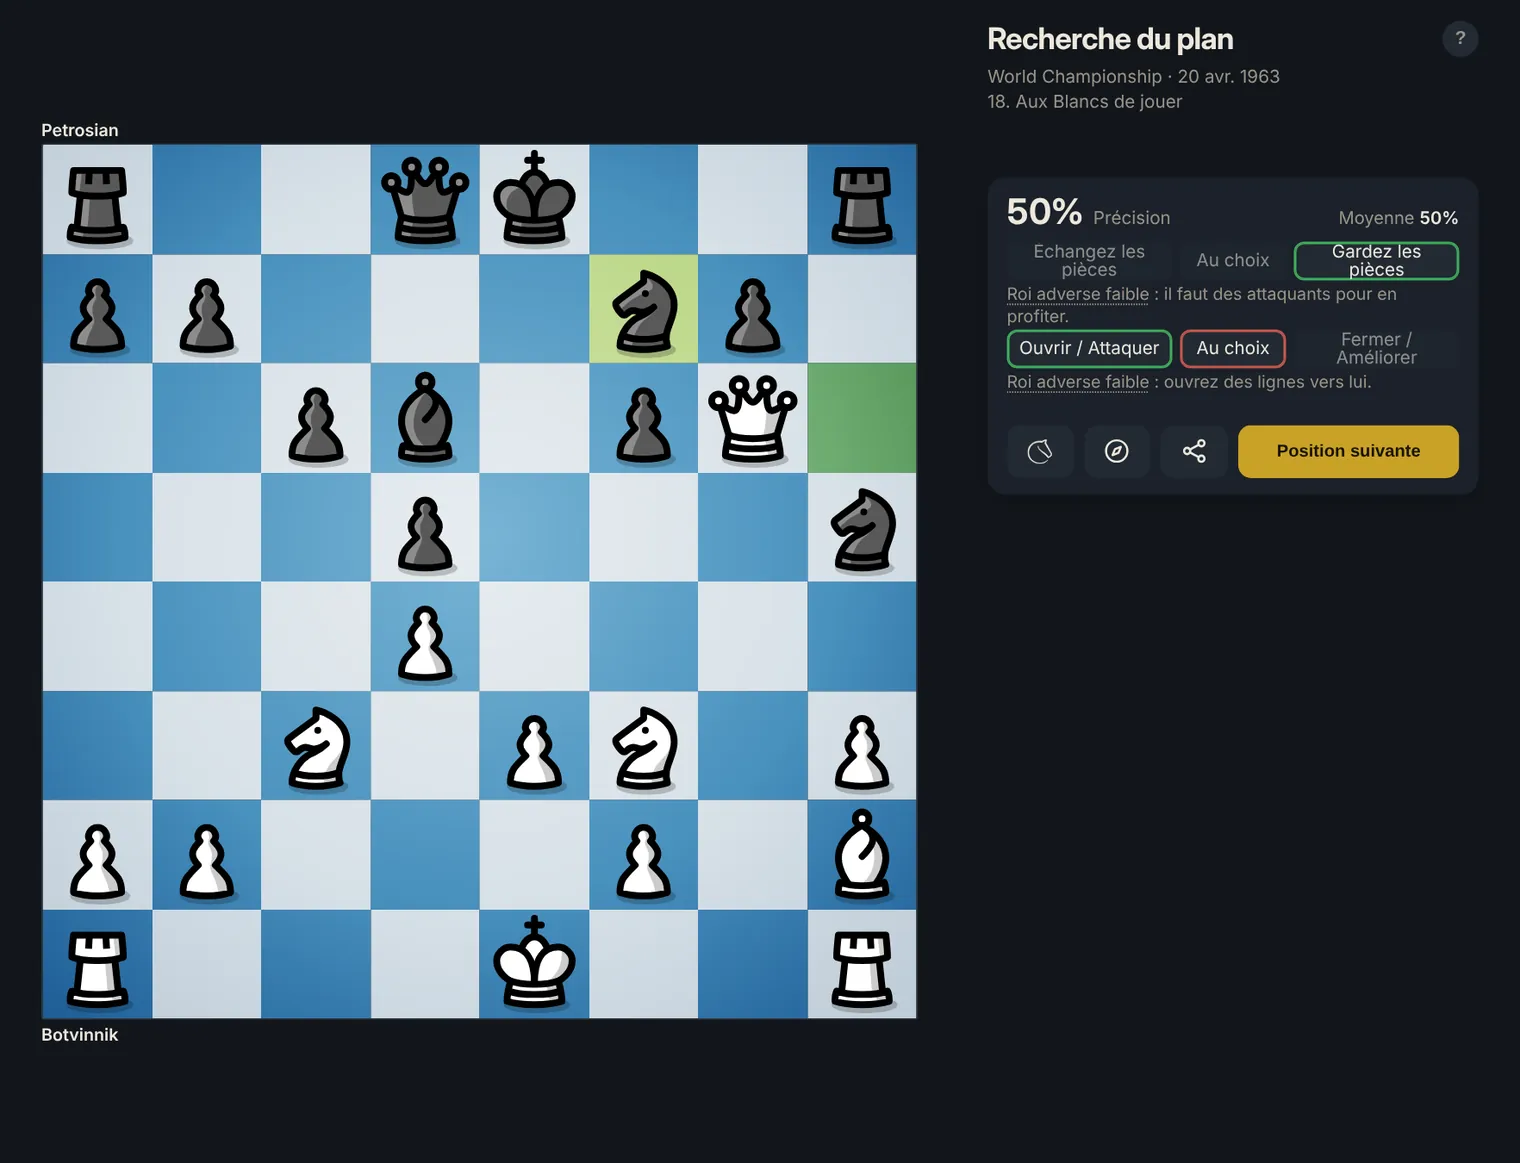 Recherche du plan
?
World Championship · 20 avr. 1963
18. Aux Blancs de jouer
Petrosian
50% Précision
Moyenne 50%
Echangez les
pièces
Au choix
Gardez les
pièces
Roi adverse faible : il faut des attaquants pour en
profiter.
Ouvrir / Attaquer
Au choix
Fermer /
Améliorer
Roi adverse faible : ouvrez des lignes vers lui.
Position suivante
Botvinnik